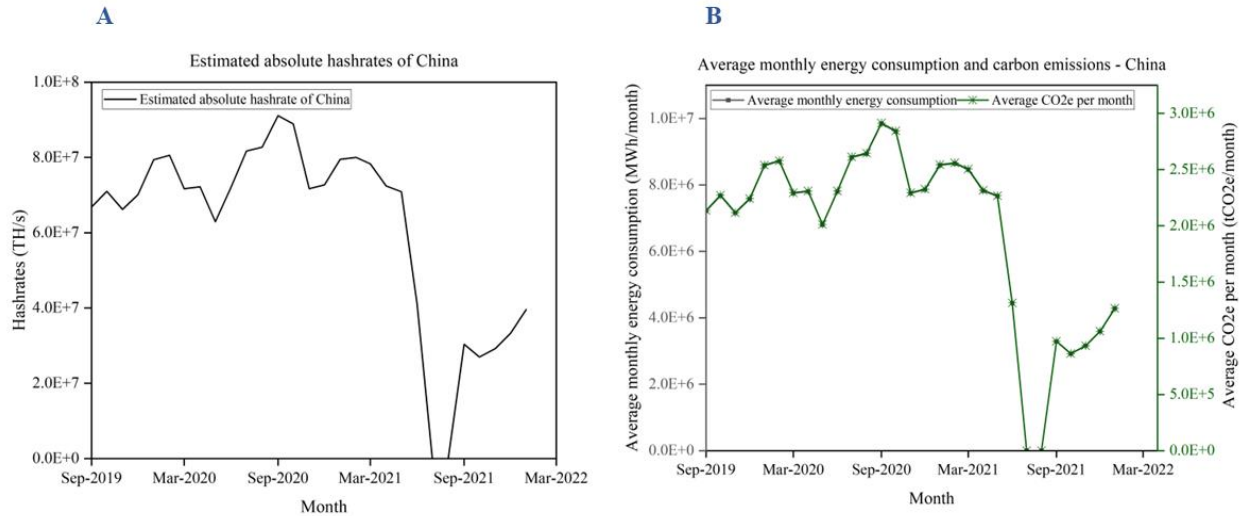 A
Estimated absolute hashrates of China
Estimated absolute hashrate of China
1.0E+8
8.0E+7
6.0E+7
4.0E+7
2.0E+7
0.0E+0
Hashrates (TH/s)
Sep-2019 Mar-2020 Sep-2020 Mar-2021 Sep-2021 Mar-2022
Month
B
Average monthly energy consumption and carbon emissions - China
Average monthly energy consumption Average CO2e per month
1.0E+7
8.0E+6
6.0E+6
4.0E+6
2.0E+6
0.0E+0
Average monthly energy consumption (MWh/month)
3.0E+6
2.5E+6
2.0E+6
1.5E+6
1.0E+6
5.0E+5
0.0E+0
Average CO2e per month (tCO2e/month)
Sep-2019 Mar-2020 Sep-2020 Mar-2021 Sep-2021 Mar-2022
Month